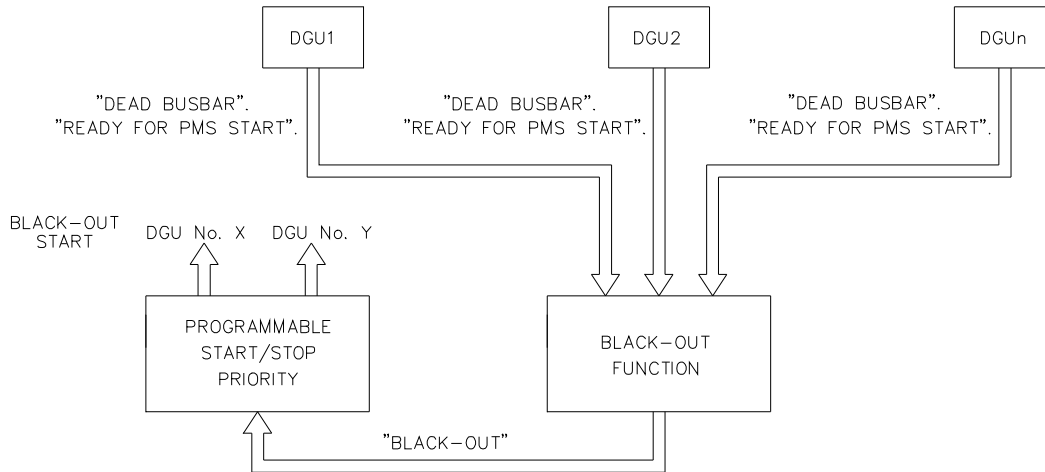 DGU1
DGU2
DGUn
"DEAD BUSBAR".
"READY FOR PMS START".
"DEAD BUSBAR".
"READY FOR PMS START".
"DEAD BUSBAR".
"READY FOR PMS START".
BLACK-OUT
START
DGU No. X
DGU No. Y
PROGRAMMABLE
START/STOP
PRIORITY
BLACK-OUT
FUNCTION
"BLACK-OUT"